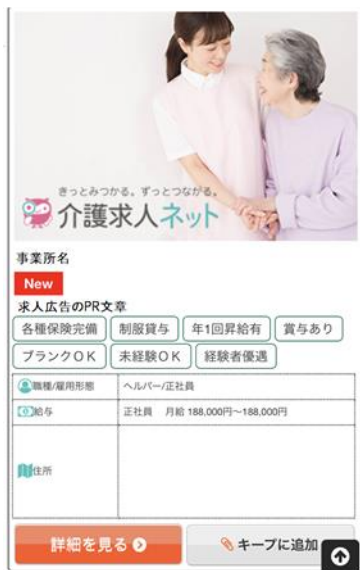 きっとみつかる、ずっとつながる。
介護求人ネット
事業所名
New
求人広告のPR文章
各種保険完備 制服貸与 年1回昇給有 賞与あり
ブランクOK 未経験OK 経験者優遇
職種/雇用形態 ヘルパー/正社員
給与 正社員 月給 188,000円〜188,000円
住所
詳細を見る キープに追加